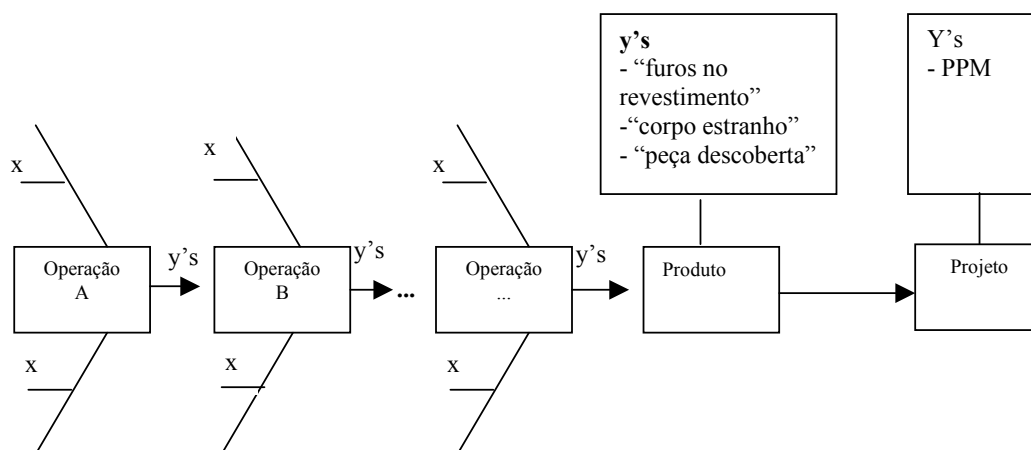 y's
- “furos no
revestimento”
-“corpo estranho”
- “peça descoberta”
Y's
- PPM
x
x
x
Operação
A
y's
Operação
B
y's
...
Operação
...
y's
Produto
Projeto
x
x
x